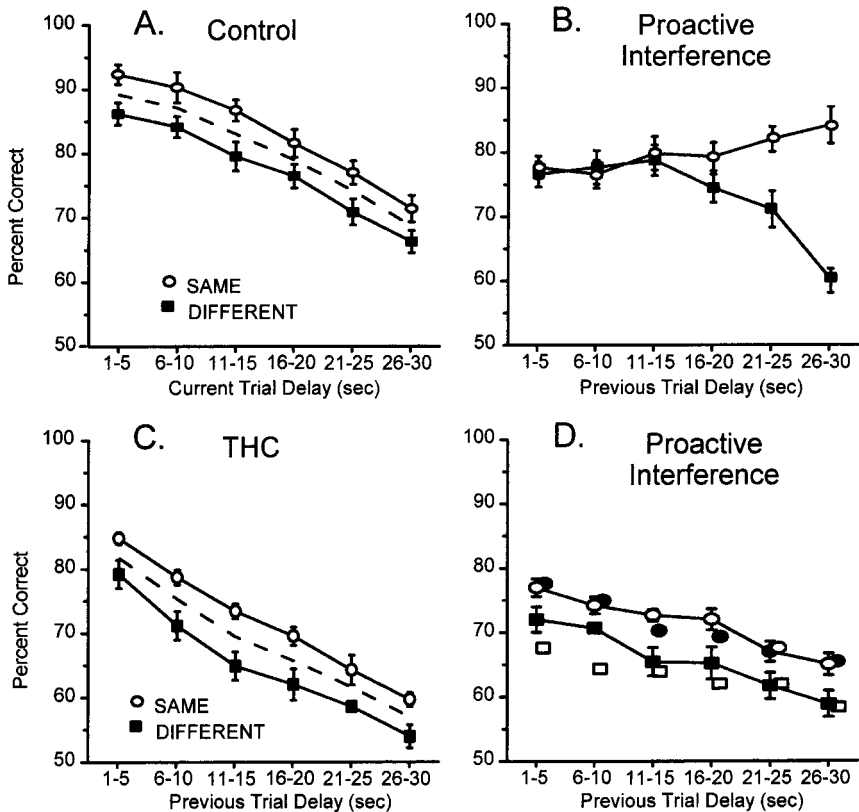 A.
Control
100
90
80
70
60
50
Percent Correct
SAME
DIFFERENT
1-5 6-10 11-15 16-20 21-25 26-30
Current Trial Delay (sec)
B.
Proactive
Interference
100
90
80
70
60
50
1-5 6-10 11-15 16-20 21-25 26-30
Previous Trial Delay (sec)
C.
THC
100
90
80
70
60
50
Percent Correct
SAME
DIFFERENT
1-5 6-10 11-15 16-20 21-25 26-30
Previous Trial Delay (sec)
D.
Proactive
Interference
100
90
80
70
60
50
1-5 6-10 11-15 16-20 21-25 26-30
Previous Trial Delay (sec)